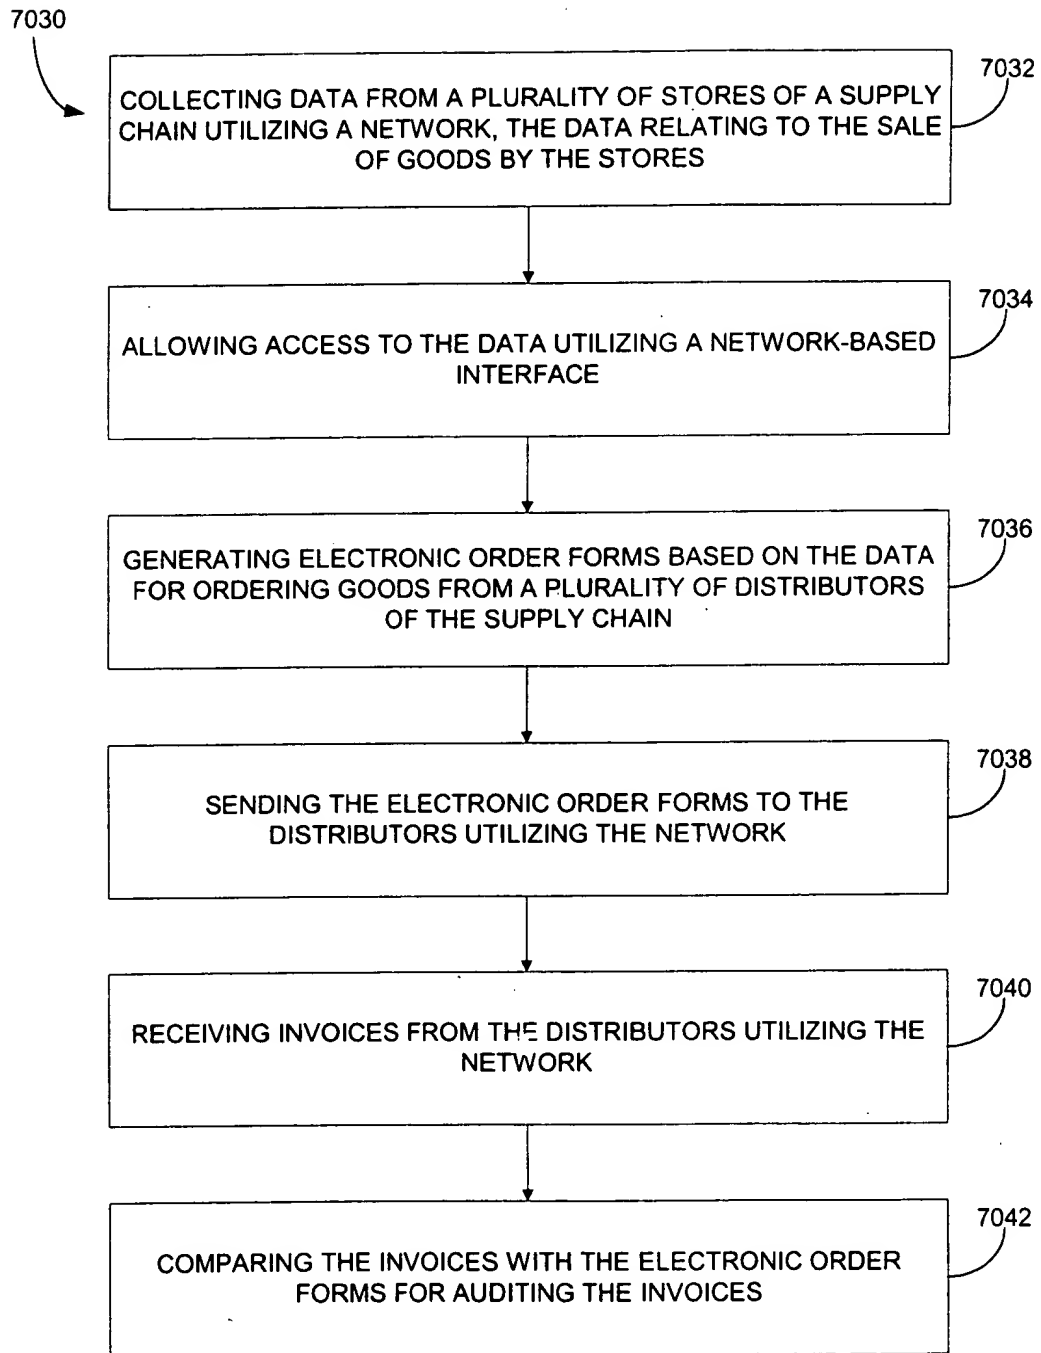 7030
7032
COLLECTING DATA FROM A PLURALITY OF STORES OF A SUPPLY
CHAIN UTILIZING A NETWORK, THE DATA RELATING TO THE SALE
OF GOODS BY THE STORES
7034
ALLOWING ACCESS TO THE DATA UTILIZING A NETWORK-BASED
INTERFACE
7036
GENERATING ELECTRONIC ORDER FORMS BASED ON THE DATA
FOR ORDERING GOODS FROM A PLURALITY OF DISTRIBUTORS
OF THE SUPPLY CHAIN
7038
SENDING THE ELECTRONIC ORDER FORMS TO THE
DISTRIBUTORS UTILIZING THE NETWORK
7040
RECEIVING INVOICES FROM THE DISTRIBUTORS UTILIZING THE
NETWORK
7042
COMPARING THE INVOICES WITH THE ELECTRONIC ORDER
FORMS FOR AUDITING THE INVOICES